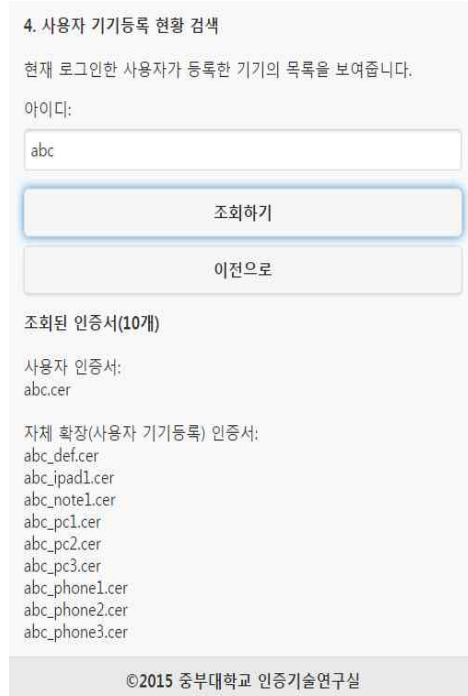 4. 사용자 기기등록 현황 검색
현재 로그인한 사용자가 등록한 기기의 목록을 보여줍니다.
아이디:
abc
조회하기
이전으로
조회된 인증서(10개)
사용자 인증서:
abc.cer
자체 확장(사용자 기기등록) 인증서:
abc_def.cer
abc_ipad1.cer
abc_note1.cer
abc_pc1.cer
abc_pc2.cer
abc_pc3.cer
abc_phone1.cer
abc_phone2.cer
abc_phone3.cer
©2015 중부대학교 인증기술연구실